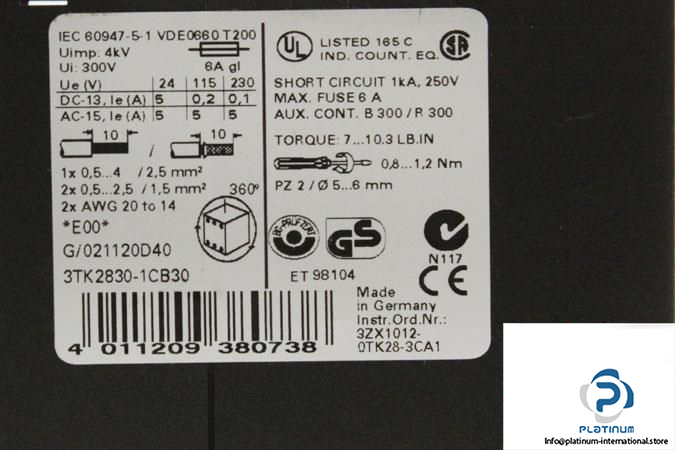 IEC 60947-5-1 VDE0660 T200
Uimp: 4kV
Ui: 300V 6A gl
Ue (V) 24 115 230
DC-13, Ie (A) 5 0,2 0,1
AC-15, Ie (A) 5 5 5
10 / 10
1x 0,5...4 / 2,5 mm²
2x 0,5...2,5 / 1,5 mm²
2x AWG 20 to 14
360°
*E00*
G/021120D40
3TK2830-1CB30
4 011209 380738
UL LISTED 165 C
IND. COUNT. EQ. SA
SHORT CIRCUIT 1kA, 250V
MAX. FUSE 6 A
AUX. CONT. B 300 / R 300
TORQUE: 7...10.3 LB.IN
0,8...1,2 Nm
PZ 2 / Ø 5...6 mm
BG-PRÜFZERT
GS
N117
ET 98104
CE
Made
in Germany
Instr.Ord.Nr.:
3ZX1012-
0TK28-3CA1
PLATINUM
Info@platinum-international.store